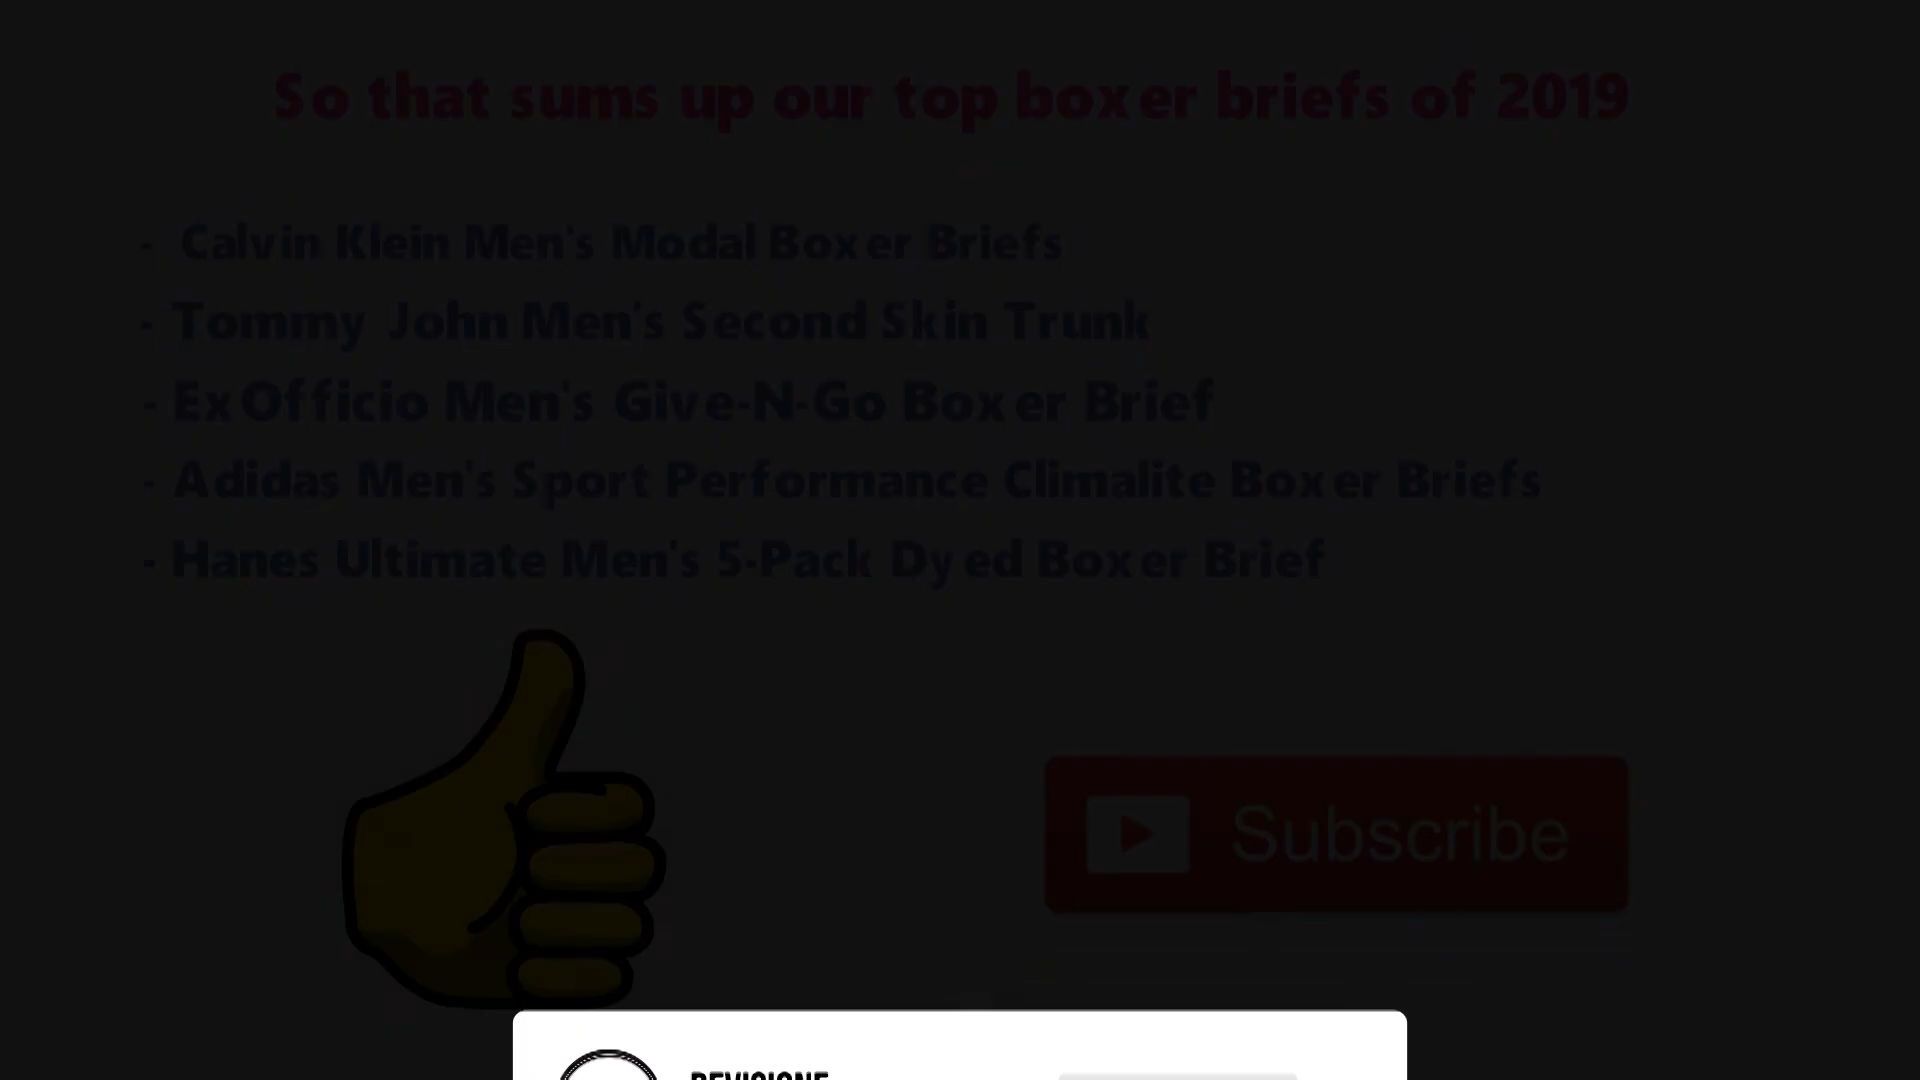 So that sums up our top boxer briefs of 2019
- Calvin Klein Men's Modal Boxer Briefs
- Tommy John Men's Second Skin Trunk
- ExOfficio Men's Give-N-Go Boxer Brief
- Adidas Men's Sport Performance Climalite Boxer Briefs
- Hanes Ultimate Men's 5-Pack Dyed Boxer Brief
Subscribe